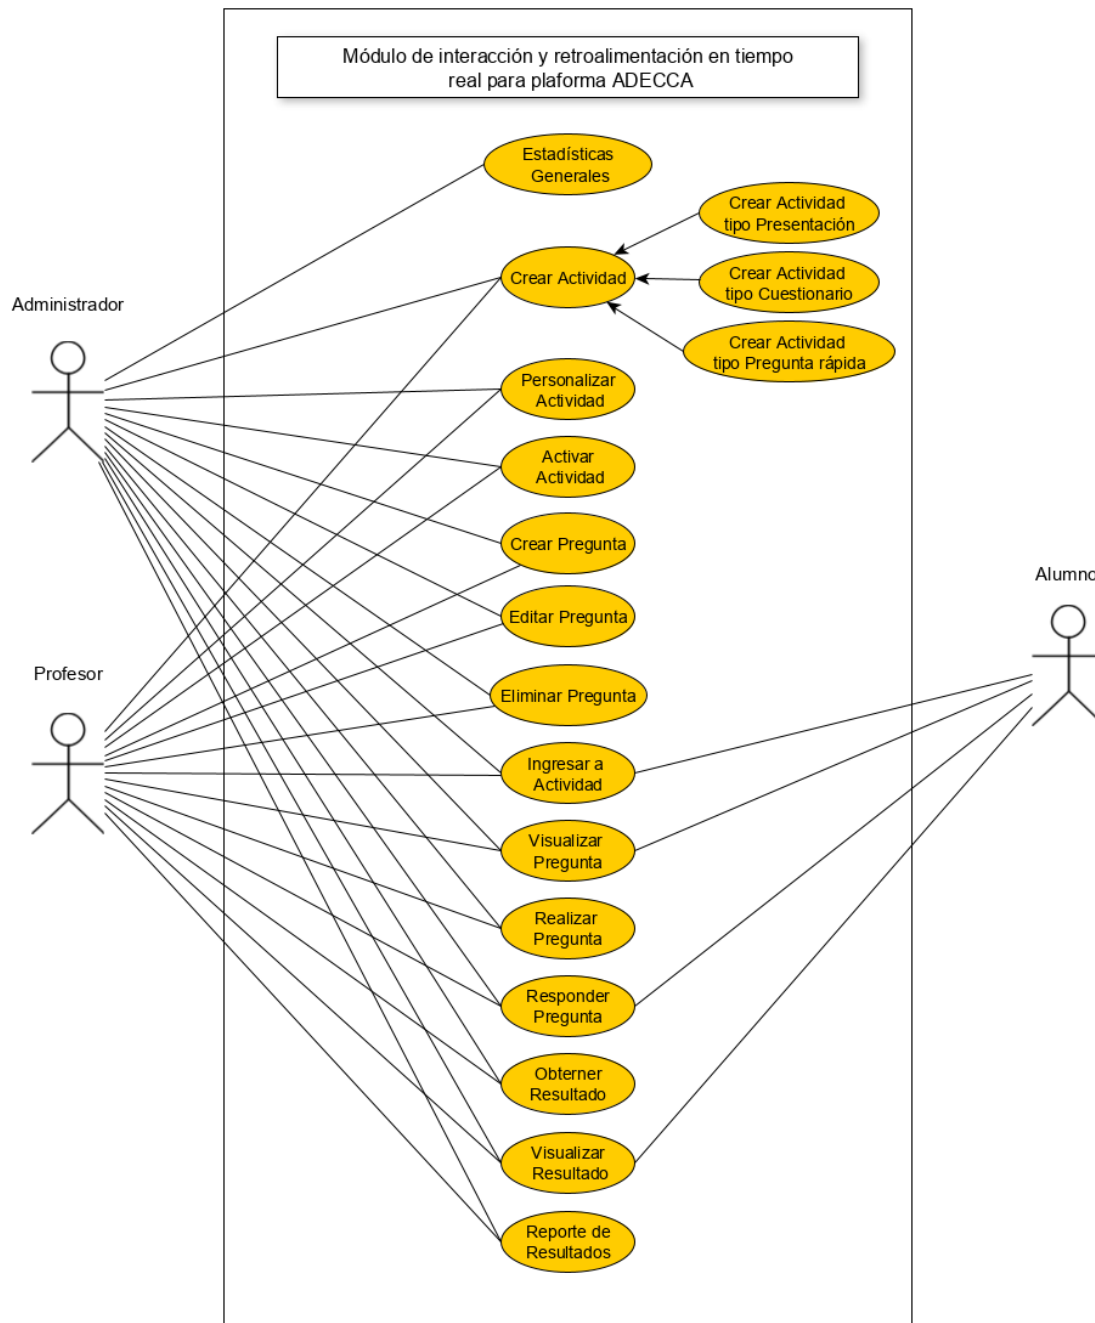 Módulo de interacción y retroalimentación en tiempo
real para plaforma ADECCA
Estadísticas
Generales
Crear Actividad
tipo Presentación
Crear Actividad
Crear Actividad
tipo Cuestionario
Administrador
Crear Actividad
tipo Pregunta rápida
Personalizar
Actividad
Activar
Actividad
Crear Pregunta
Alumno
Editar Pregunta
Profesor
Eliminar Pregunta
Ingresar a
Actividad
Visualizar
Pregunta
Realizar
Pregunta
Responder
Pregunta
Obterner
Resultado
Visualizar
Resultado
Reporte de
Resultados